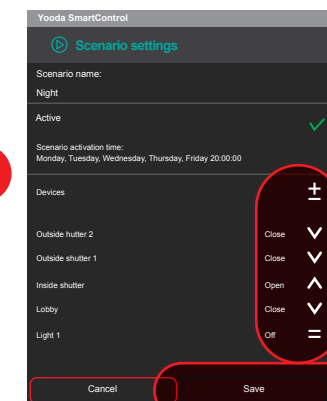 Yooda SmartControl
Scenario settings
Scenario name:
Night
Active
Scenario activation time:
Monday, Tuesday, Wednesday, Thursday, Friday 20:00:00
Devices
Outside hutter 2 Close
Outside shutter 1 Close
Inside shutter Open
Lobby Close
Light 1 Off
Cancel Save